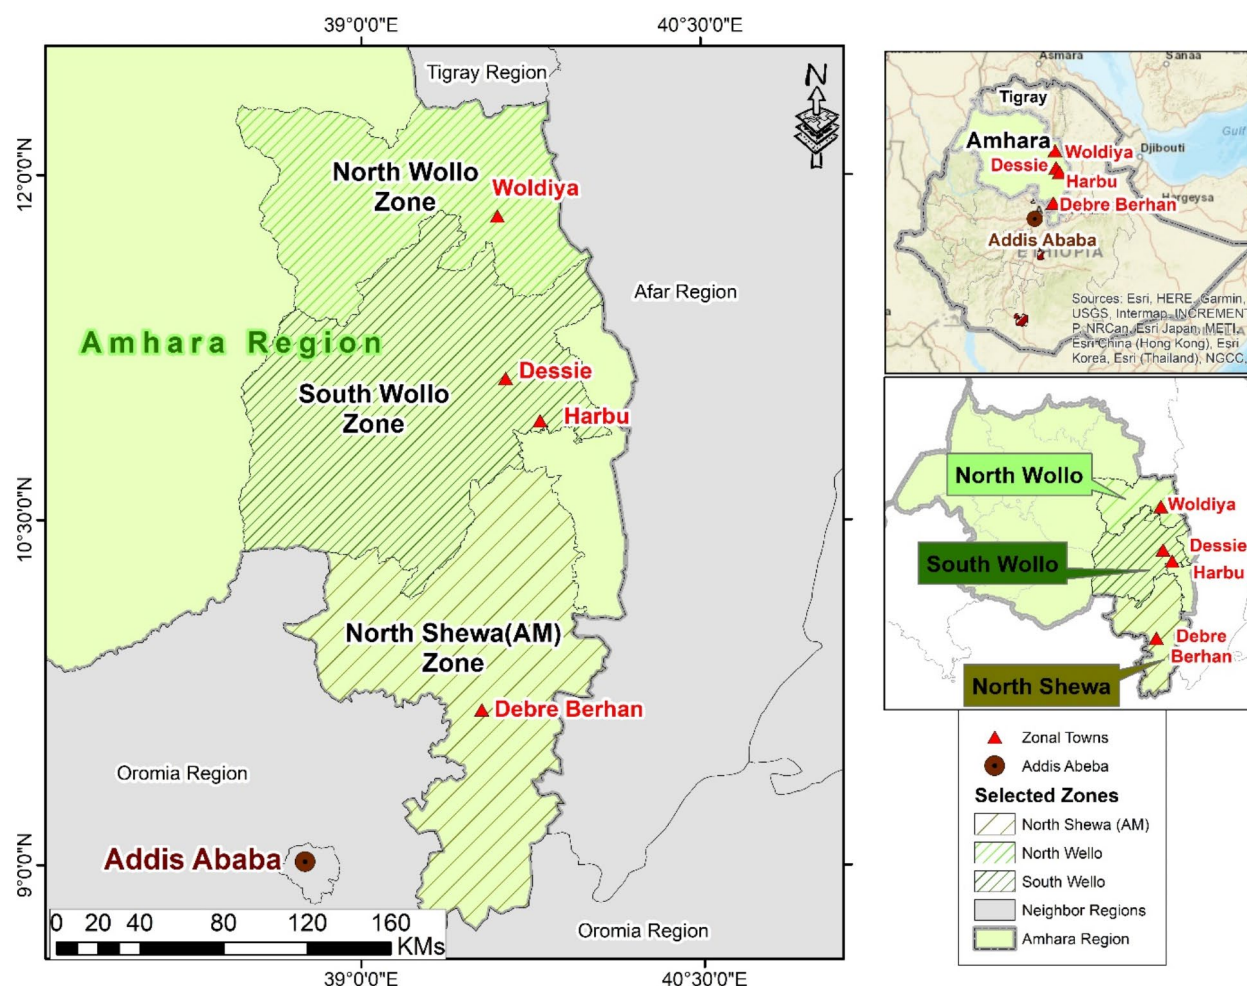 39°0'0"E
40°30'0"E
12°0'0"N
10°30'0"N
9°0'0"N
Tigray Region
N
North Wollo
Zone
Woldiya
Afar Region
Amhara Region
Dessie
South Wollo
Zone
Harbu
North Shewa(AM)
Zone
Debre Berhan
Oromia Region
Addis Ababa
Oromia Region
0 20 40 80 120 160
KMs
39°0'0"E
40°30'0"E
Asmara
Sanaa
Tigray
Amhara
Woldiya
Dessie
Harbu
Djibouti
Gulf
Debre Berhan
Hargeysa
Addis Ababa
ETHIOPIA
Sources: Esri, HERE, Garmin,
USGS, Intermap, INCREMENT
P, NRCan, Esri Japan, METI,
Esri China (Hong Kong), Esri
Korea, Esri (Thailand), NGCC,
North Wollo
Woldiya
South Wollo
Dessie
Harbu
Debre
Berhan
North Shewa
Zonal Towns
Addis Abeba
Selected Zones
North Shewa (AM)
North Wello
South Wello
Neighbor Regions
Amhara Region